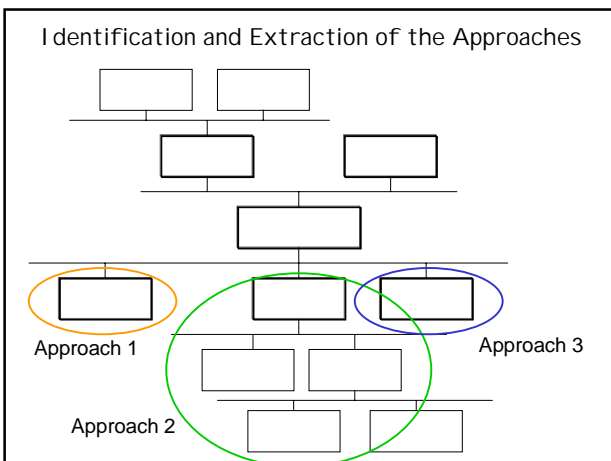 Identification and Extraction of the Approaches
Approach 1
Approach 3
Approach 2